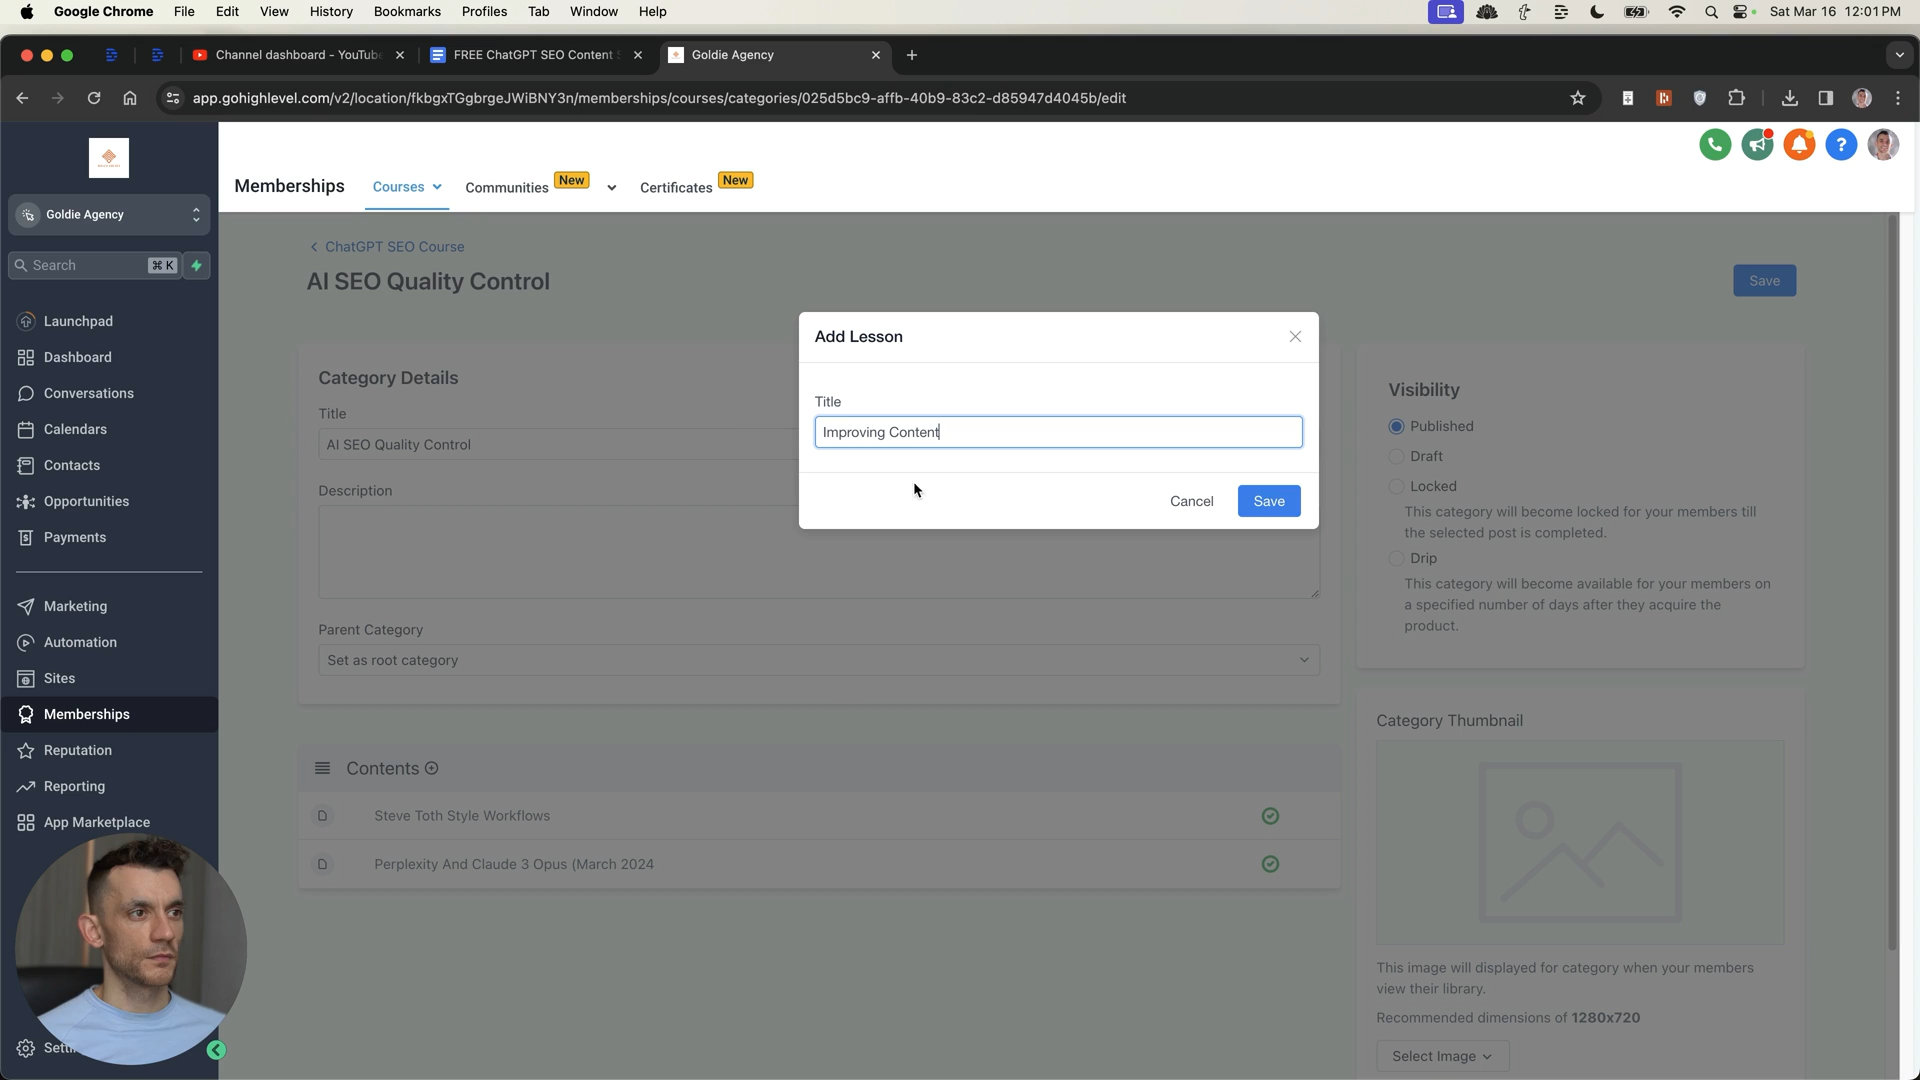 Google Chrome File Edit View History Bookmarks Profiles Tab Window Help Sat Mar 16 12:01 PM
Channel dashboard - YouTube
FREE ChatGPT SEO Content
Goldie Agency
app.gohighlevel.com/v2/location/fkbgxTGgbrgeJWiBNY3n/memberships/courses/categories/025d5bc9-affb-40b9-83c2-d85947d4045b/edit
Memberships Courses Communities New Certificates New
Goldie Agency
Search ⌘ K
Launchpad
Dashboard
Conversations
Calendars
Contacts
Opportunities
Payments
Marketing
Automation
Sites
Memberships
Reputation
Reporting
App Marketplace
ChatGPT SEO Course
AI SEO Quality Control
Save
Category Details
Title
AI SEO Quality Control
Description
Parent Category
Set as root category
Contents
Steve Toth Style Workflows
Perplexity And Claude 3 Opus (March 2024
Add Lesson
Title
Improving Content
Cancel Save
Visibility
Published
Draft
Locked
This category will become locked for your members till
the selected post is completed.
Drip
This category will become available for your members on
a specified number of days after they acquire the
product.
Category Thumbnail
This image will displayed for category when your members
view their library.
Recommended dimensions of 1280x720
Select Image